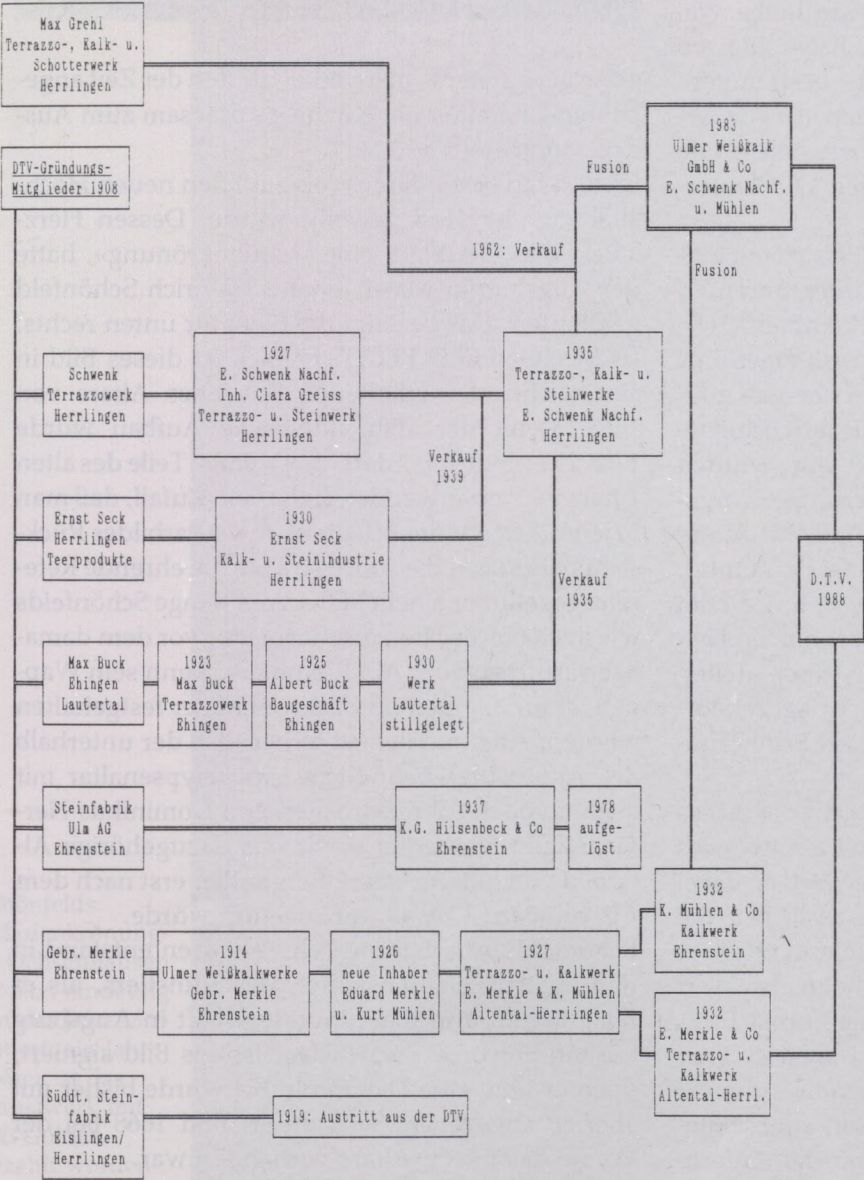 Max Grehl
Terrazzo-, Kalk- u.
Schotterwerk
Herrlingen
1983
Ulmer Weißkalk
GmbH & Co
E. Schwenk Nachf.
u. Mühlen
Fusion
DTV-Gründungs-
Mitglieder 1908
1962: Verkauf
Fusion
Schwenk
Terrazzowerk
Herrlingen
1927
E. Schwenk Nachf.
Inh. Clara Greiss
Terrazzo- u. Steinwerk
Herrlingen
1935
Terrazzo-, Kalk- u.
Steinwerke
E. Schwenk Nachf.
Herrlingen
Verkauf
1939
Ernst Seck
Herrlingen
Teerprodukte
1930
Ernst Seck
Kalk- u. Steinindustrie
Herrlingen
Verkauf
1935
D.T.V.
1988
Max Buck
Ehingen
Lautertal
1923
Max Buck
Terrazzowerk
Ehingen
1925
Albert Buck
Baugeschäft
Ehingen
1930
Werk
Lautertal
stillgelegt
Steinfabrik
Ulm AG
Ehrenstein
1937
K.G. Hilsenbeck & Co
Ehrenstein
1978
aufge-
löst
Gebr. Merkle
Ehrenstein
1914
Ulmer Weißkalkwerke
Gebr. Merkle
Ehrenstein
1926
neue Inhaber
Eduard Merkle
u. Kurt Mühlen
1927
Terrazzo- u. Kalkwerk
E. Merkle & K. Mühlen
Altental-Herrliingen
1932
K. Mühlen & Co
Kalkwerk
Ehrenstein
1932
E. Merkle & Co
Terrazzo- u.
Kalkwerk
Altental-Herrl.
Süddt. Stein-
fabrik
Eislingen/
Herrlingen
1919: Austritt aus der DTV